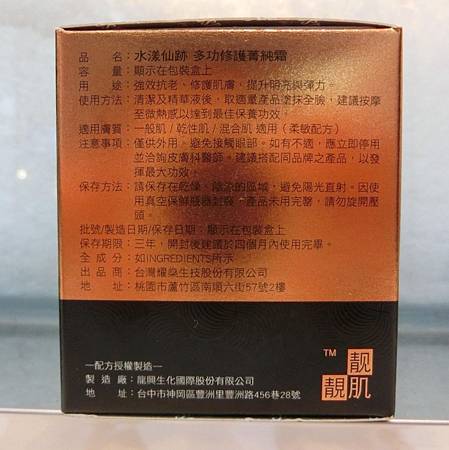 品　　名：水漾仙跡 多功修護菁純霜
容　　量：顯示在包裝盒上
用　　途：強效抗老、修護肌膚，提升明亮與彈力。
使用方法：清潔及精華液後，取適量產品塗抹全臉，建議按摩
至微熱感以達到最佳保養功效。
適用膚質：一般肌／乾性肌／混合肌 適用（柔敏配方）
注意事項：僅供外用。避免接觸眼部。如有不適，應立即停用
並洽詢皮膚科醫師。建議搭配同品牌之產品，以發
揮最大功效。
保存方法：請保存在乾燥、陰涼的區域，避免陽光直射。因使
用真空保鮮瓶器封裝，產品未用完罄，請勿旋開壓
頭。
批號/製造日期/保存日期：顯示在包裝盒上
保存期限：三年，開封後建議於四個月內使用完畢。
全 成 分：如INGREDIENTS所示
出 品 商：台灣耀燊生技股份有限公司
地　　址：桃園市蘆竹區南順六街57號2樓
—配方授權製造—
製 造 廠：龍興生化國際股份有限公司
地　　址：台中市神岡區豐洲里豐洲路456巷28號
TM
靚
靚肌